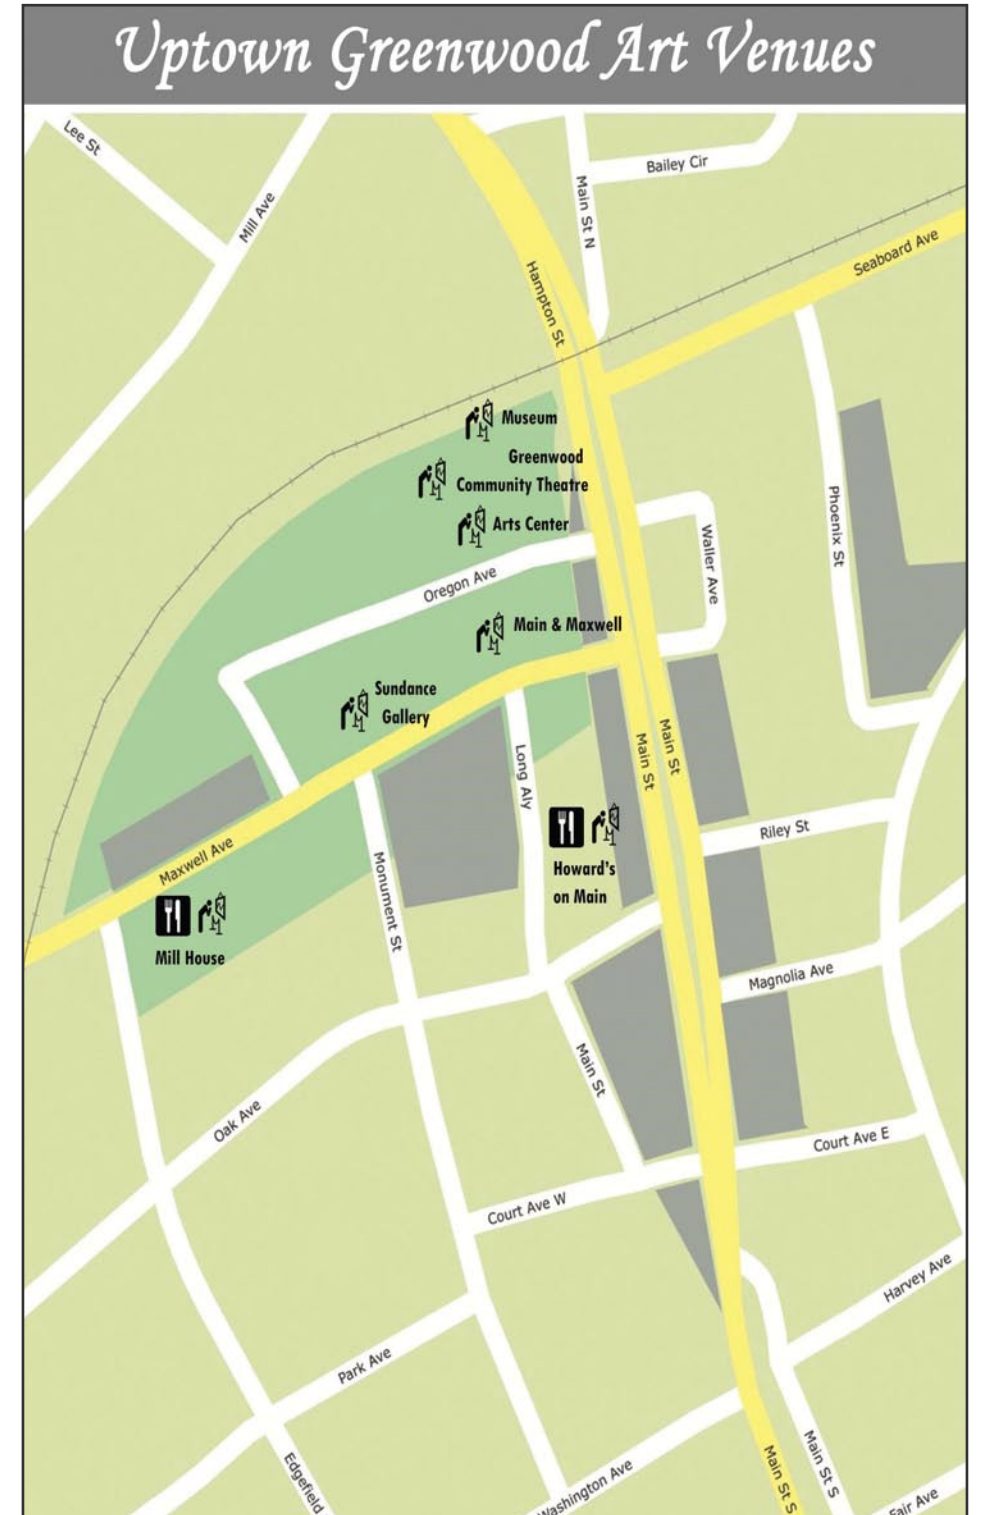 Uptown Greenwood Art Venues
Lee St
Mill Ave
Bailey Cir
Main St N
Seaboard Ave
Hampton St
Museum
Greenwood
Community Theatre
Arts Center
Phoenix St
Waller Ave
Oregon Ave
Main & Maxwell
Sundance
Gallery
Main St
Main St
Long Aly
Riley St
Maxwell Ave
Monument St
Howard's
on Main
Mill House
Magnolia Ave
Main St
Oak Ave
Court Ave E
Court Ave W
Harvey Ave
Park Ave
Edgefield
Washington Ave
Main St S
Main St S
Fair Ave